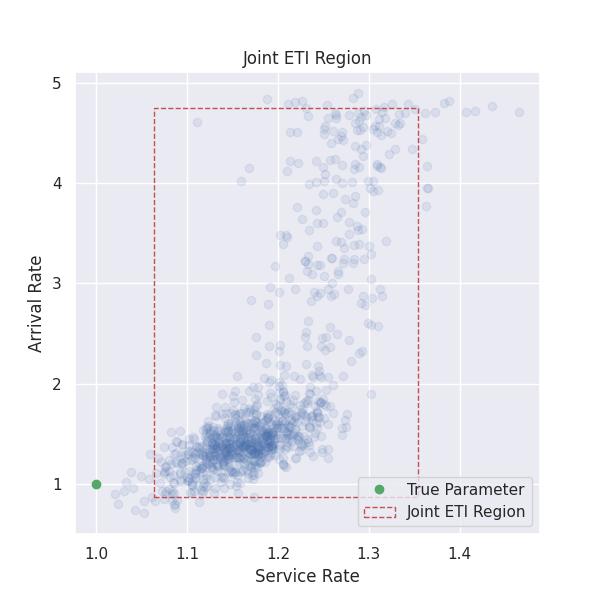 Joint ETI Region
5
4
3
2
1
Arrival Rate
1.0 1.1 1.2 1.3 1.4
Service Rate
True Parameter
Joint ETI Region